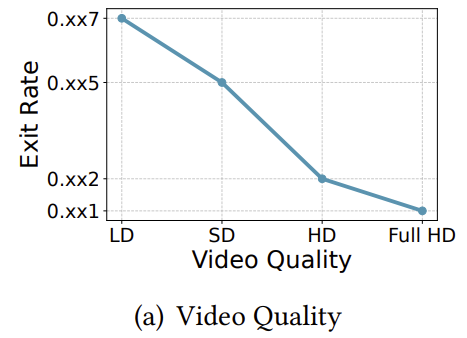 Exit Rate
0.xx7
0.xx5
0.xx2
0.xx1
LD SD HD Full HD
Video Quality
(a) Video Quality